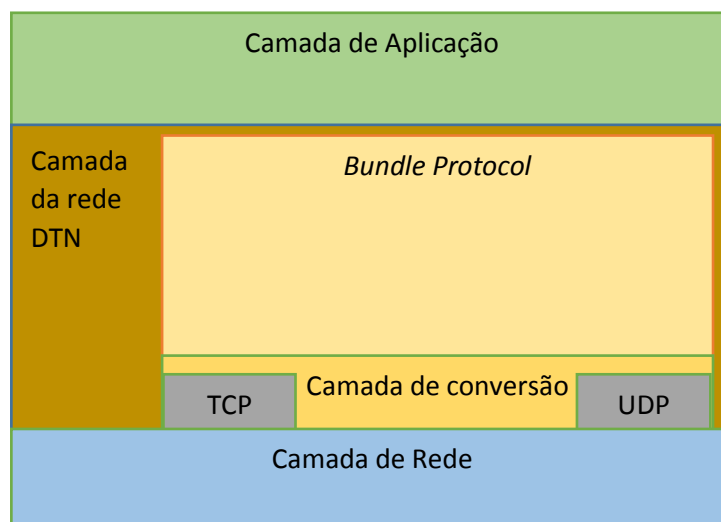 Camada de Aplicação
Camada
da rede
DTN
Bundle Protocol
Camada de conversão
TCP
UDP
Camada de Rede